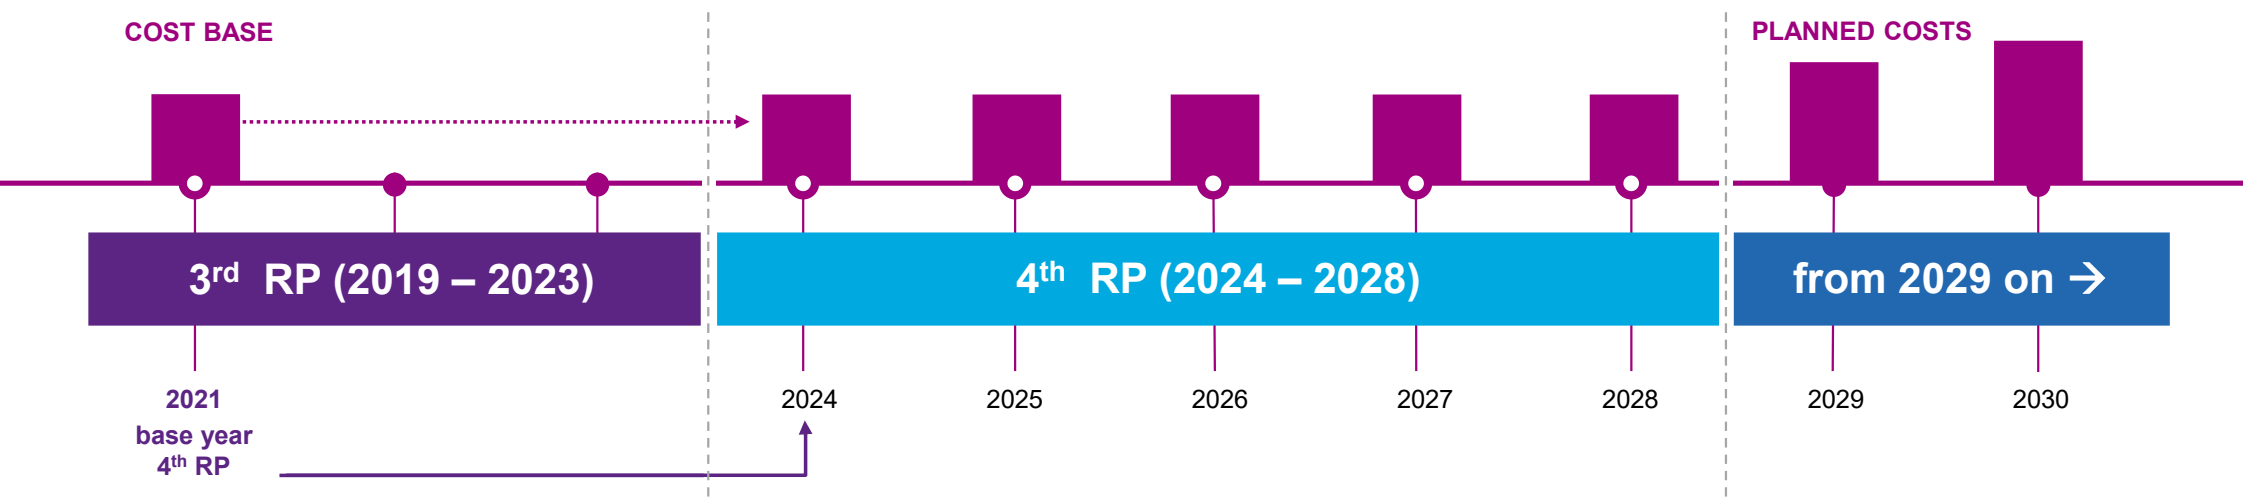 COST BASE
PLANNED COSTS
3rd RP (2019 – 2023)
4th RP (2024 – 2028)
from 2029 on →
2021
base year
4th RP
2024
2025
2026
2027
2028
2029
2030